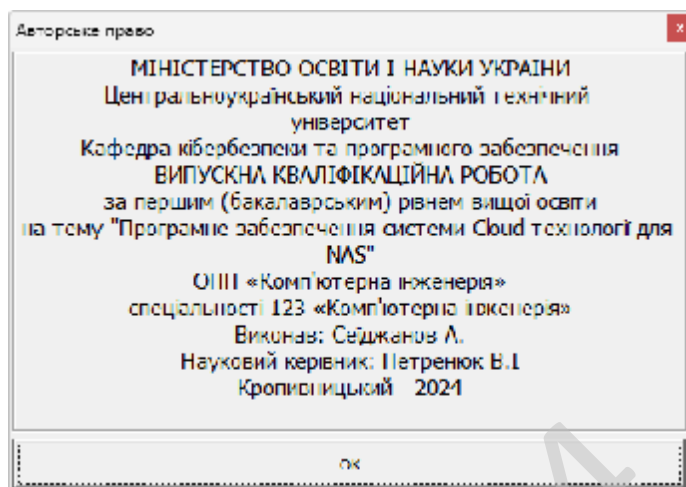 Авторське право
x
МІНІСТЕРСТВО ОСВІТИ І НАУКИ УКРАЇНИ
Центральноукраїнський національний технічний
університет
Кафедра кібербезпеки та програмного забезпечення
ВИПУСКНА КВАЛІФІКАЦІЙНА РОБОТА
за першим (бакалаврським) рівнем вищої освіти
на тему "Програмне забезпечення системи Cloud технології для
NAS"
ОПП «Комп'ютерна інженерія»
спеціальності 123 «Комп'ютерна інженерія»
Виконав: Сеїджанов А.
Науковий керівник: Петренюк В.І
Кропивницький 2024
ОК